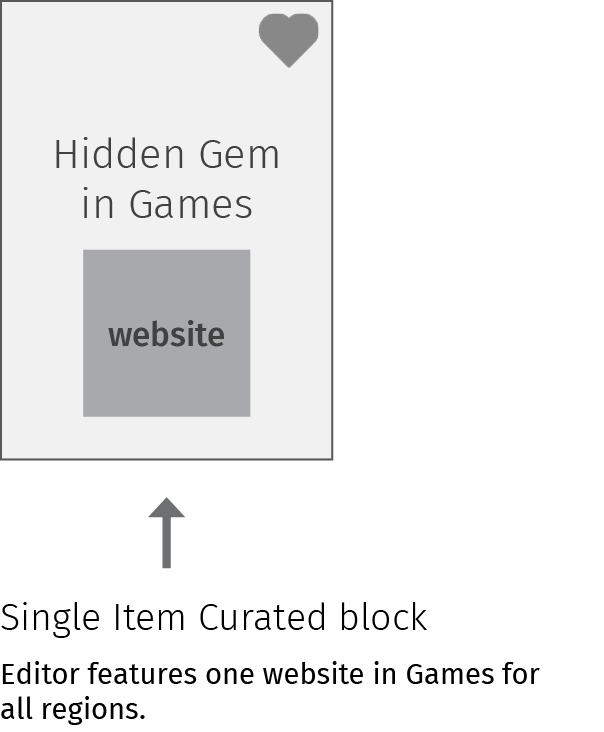 Hidden Gem
in Games
website
Single Item Curated block
Editor features one website in Games for
all regions.